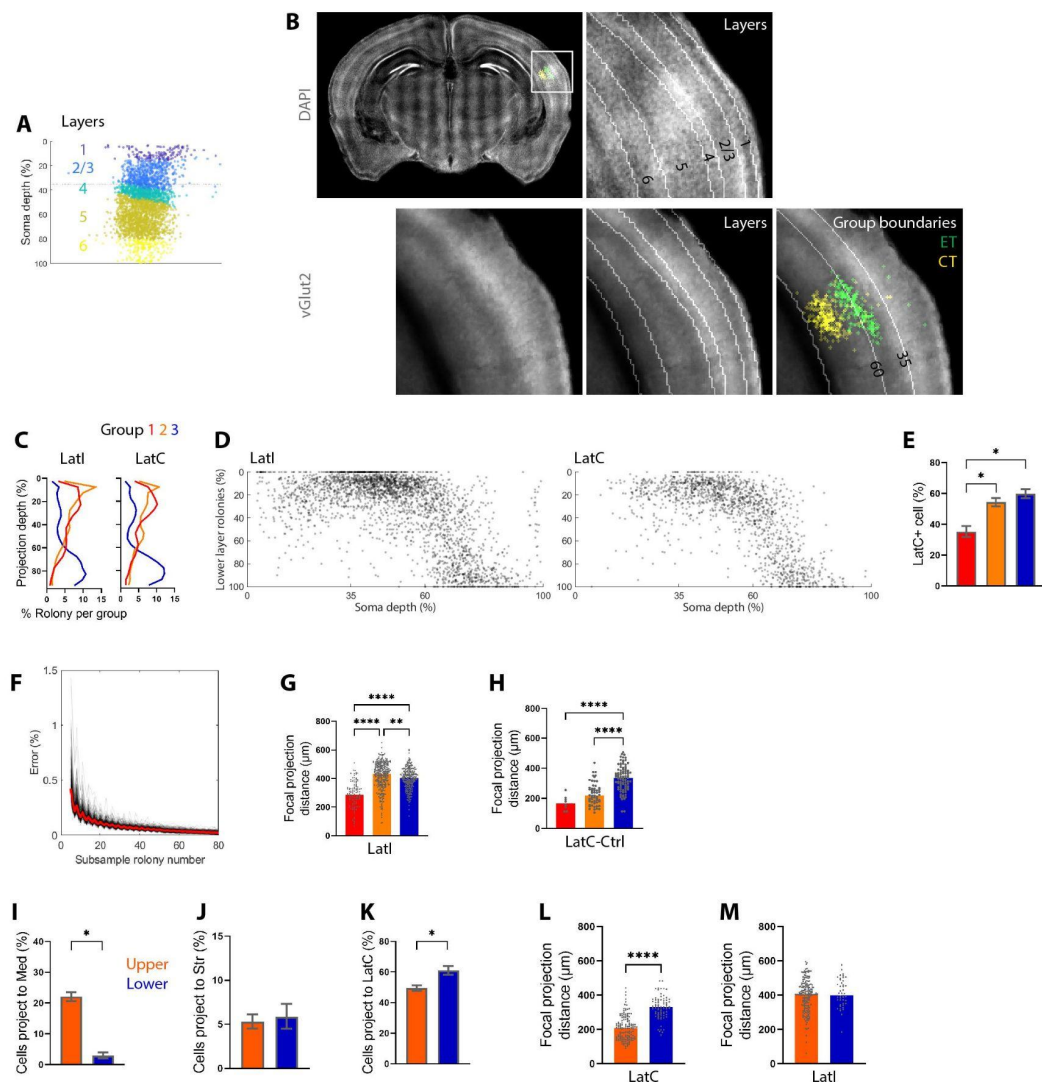 A
Layers
1
2/3
4
5
6
Soma depth (%)
0
20
40
60
80
100
B
DAPI
Layers
1
2/3
4
5
6
vGlut2
Layers
Group boundaries
ET
CT
35
60
C
Group 1 2 3
LatI
LatC
Projection depth (%)
0
20
40
60
80
0 5 10 15
0 5 10 15
% Rolony per group
D
LatI
LatC
Lower layer rolonies (%)
0
20
40
60
80
100
35 60 100
Soma depth (%)
0
20
40
60
80
100
35 60 100
Soma depth (%)
E
LatC+ cell (%)
80
60
40
20
0
*
*
F
Error (%)
1.5
1
0.5
0
0 20 40 60 80
Subsample rolony number
G
Focal projection
distance (µm)
800
600
400
200
0
****
**** **
LatI
H
Focal projection
distance (µm)
800
600
400
200
0
****
****
LatC-Ctrl
I
Cells project to Med (%)
40
30
20
10
0
*
Upper
Lower
J
Cells project to Str (%)
15
10
5
0
K
Cells project to LatC (%)
80
60
40
20
0
*
L
Focal projection
distance (µm)
800
600
400
200
0
****
LatC
M
Focal projection
distance (µm)
800
600
400
200
0
LatI